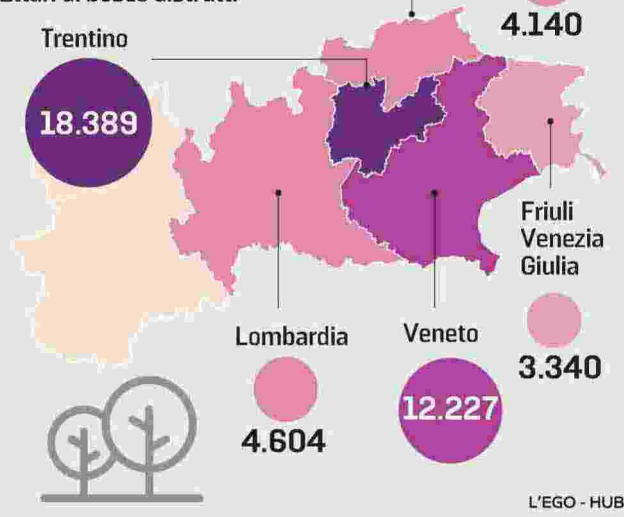 4.140
Trentino
18.389
Friuli
Venezia
Giulia
3.340
Lombardia
4.604
Veneto
12.227
L'EGO - HUB